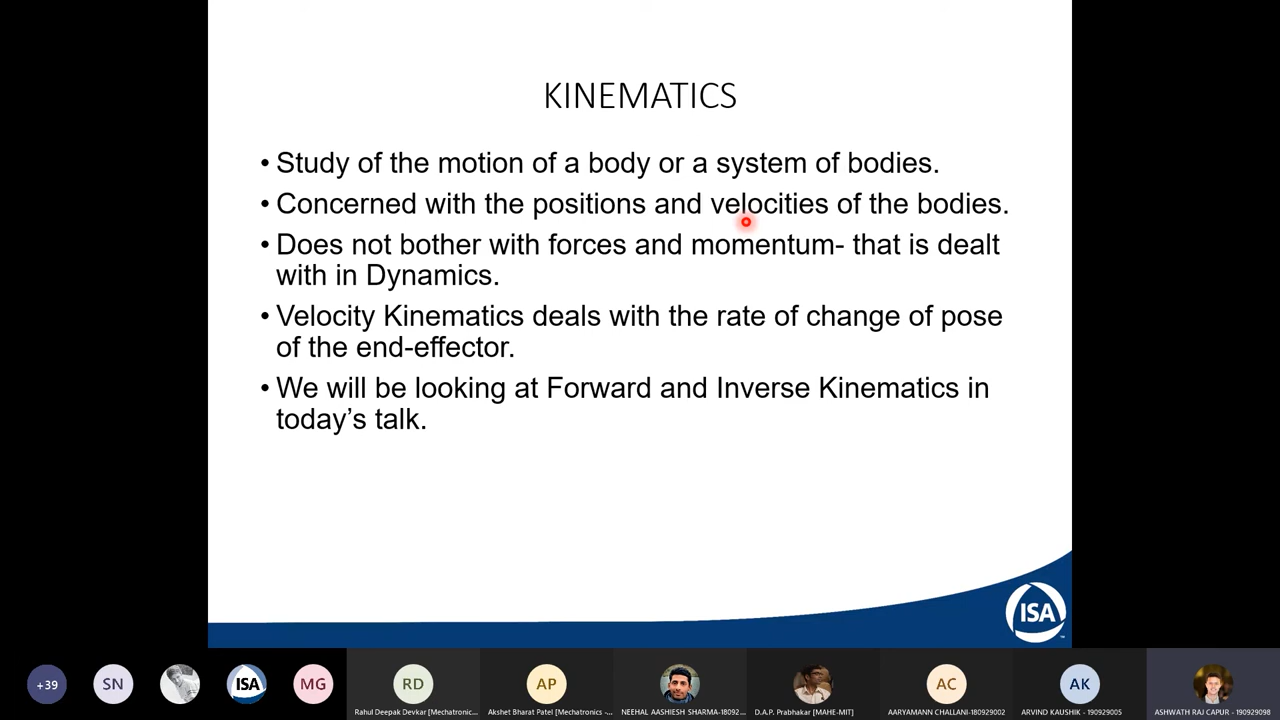 KINEMATICS
• Study of the motion of a body or a system of bodies.
• Concerned with the positions and velocities of the bodies.
• Does not bother with forces and momentum- that is dealt
with in Dynamics.
• Velocity Kinematics deals with the rate of change of pose
of the end-effector.
• We will be looking at Forward and Inverse Kinematics in
today’s talk.
ISA
+39 SN ISA MG RD AP AC AK
Rahul Deepak Devkar [Mechatronic... Akshet Bharat Patel [Mechatronics -... NEEHAL AASHIESH SHARMA-18092... D.A.P. Prabhakar [MAHE-MIT] AARYAMANN CHALLANI-180929002 ARVIND KAUSHIK - 190929005 ASHWATH RAJ CAPUR - 190929098